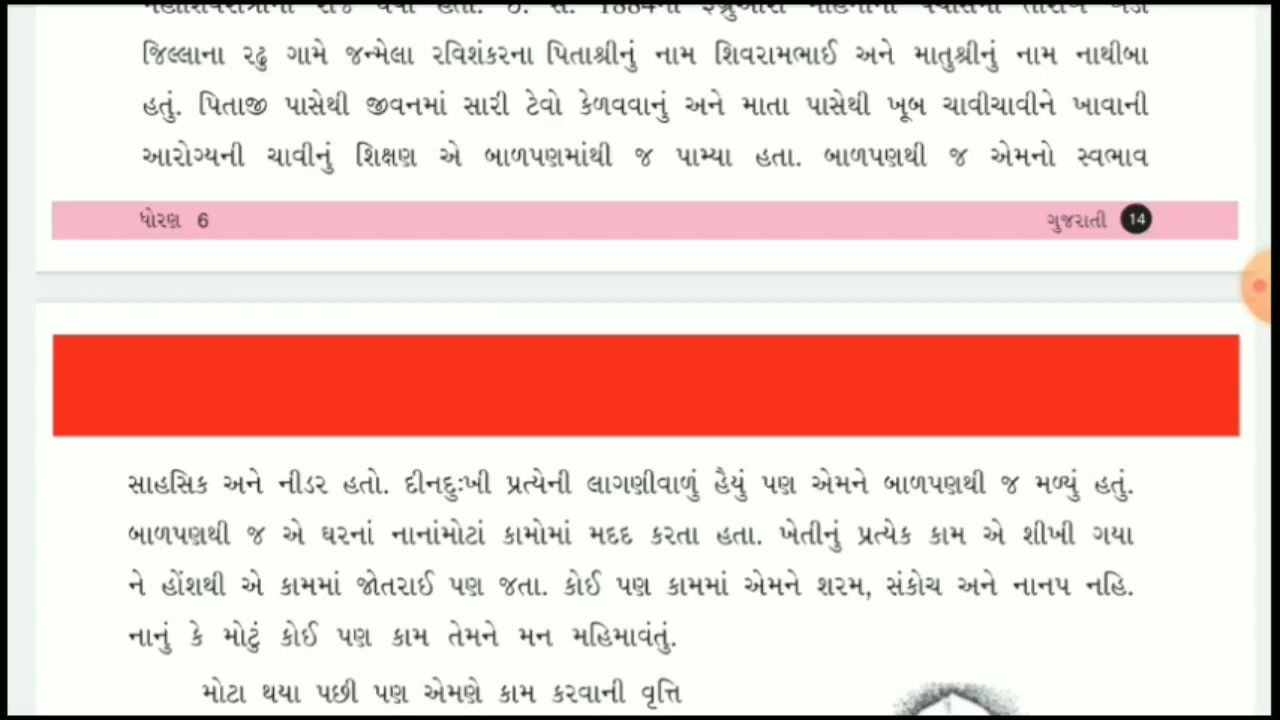 જિલ્લાના રઢુ ગામે જન્મેલા રવિશંકરના પિતાશ્રીનું નામ શિવરામભાઈ અને માતુશ્રીનું નામ નાથીબા
હતું. પિતાજી પાસેથી જીવનમાં સારી ટેવો કેળવવાનું અને માતા પાસેથી ખૂબ ચાવીચાવીને ખાવાની
આરોગ્યની ચાવીનું શિક્ષણ એ બાળપણમાંથી જ પામ્યા હતા. બાળપણથી જ એમનો સ્વભાવ
ધોરણ 6
ગુજરાતી 14
સાહસિક અને નીડર હતો. દીનદુઃખી પ્રત્યેની લાગણીવાળું હૈયું પણ એમને બાળપણથી જ મળ્યું હતું.
બાળપણથી જ એ ઘરનાં નાનાંમોટાં કામોમાં મદદ કરતા હતા. ખેતીનું પ્રત્યેક કામ એ શીખી ગયા
ને હોંશથી એ કામમાં જોતરાઈ પણ જતા. કોઈ પણ કામમાં એમને શરમ, સંકોચ અને નાનપ નહિ.
નાનું કે મોટું કોઈ પણ કામ તેમને મન મહિમાવંતું.
મોટા થયા પછી પણ એમણે કામ કરવાની વૃત્તિ